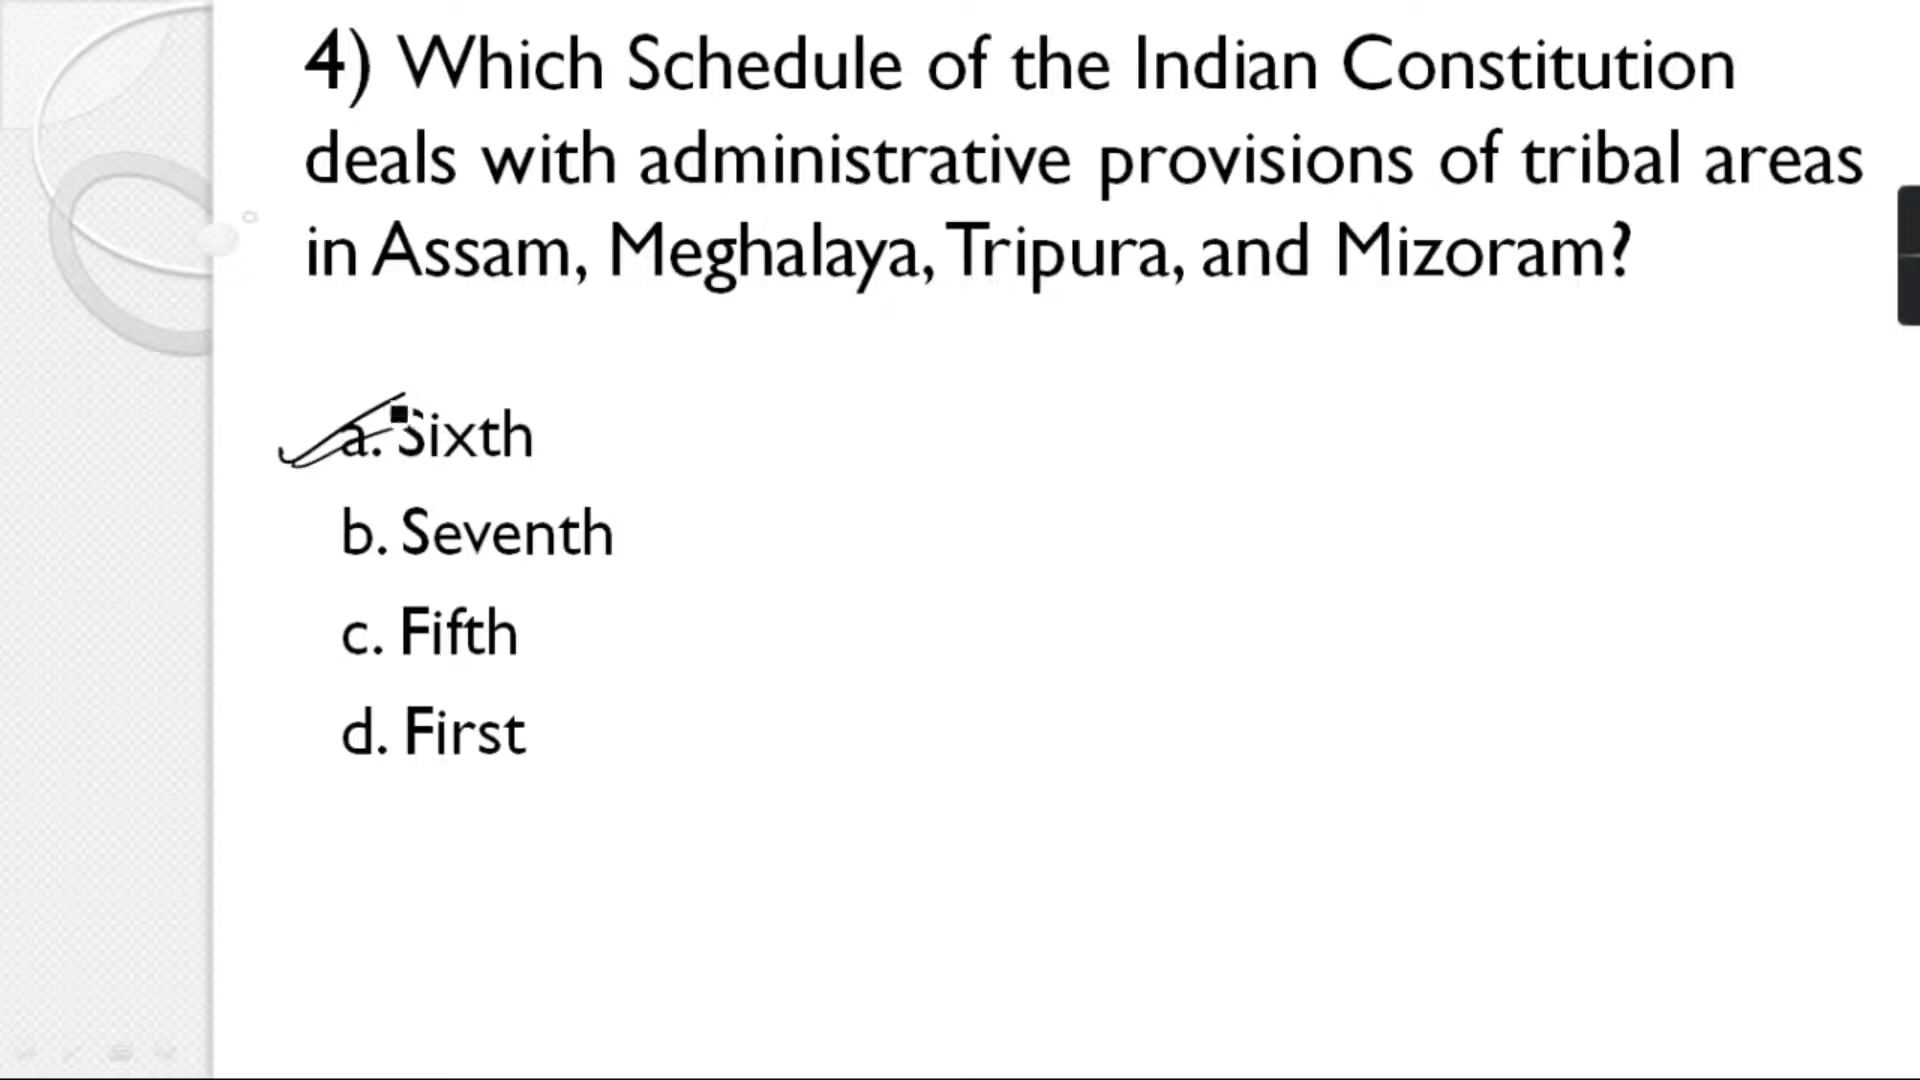 4) Which Schedule of the Indian Constitution
deals with administrative provisions of tribal areas
in Assam, Meghalaya, Tripura, and Mizoram?
a. Sixth
b. Seventh
c. Fifth
d. First